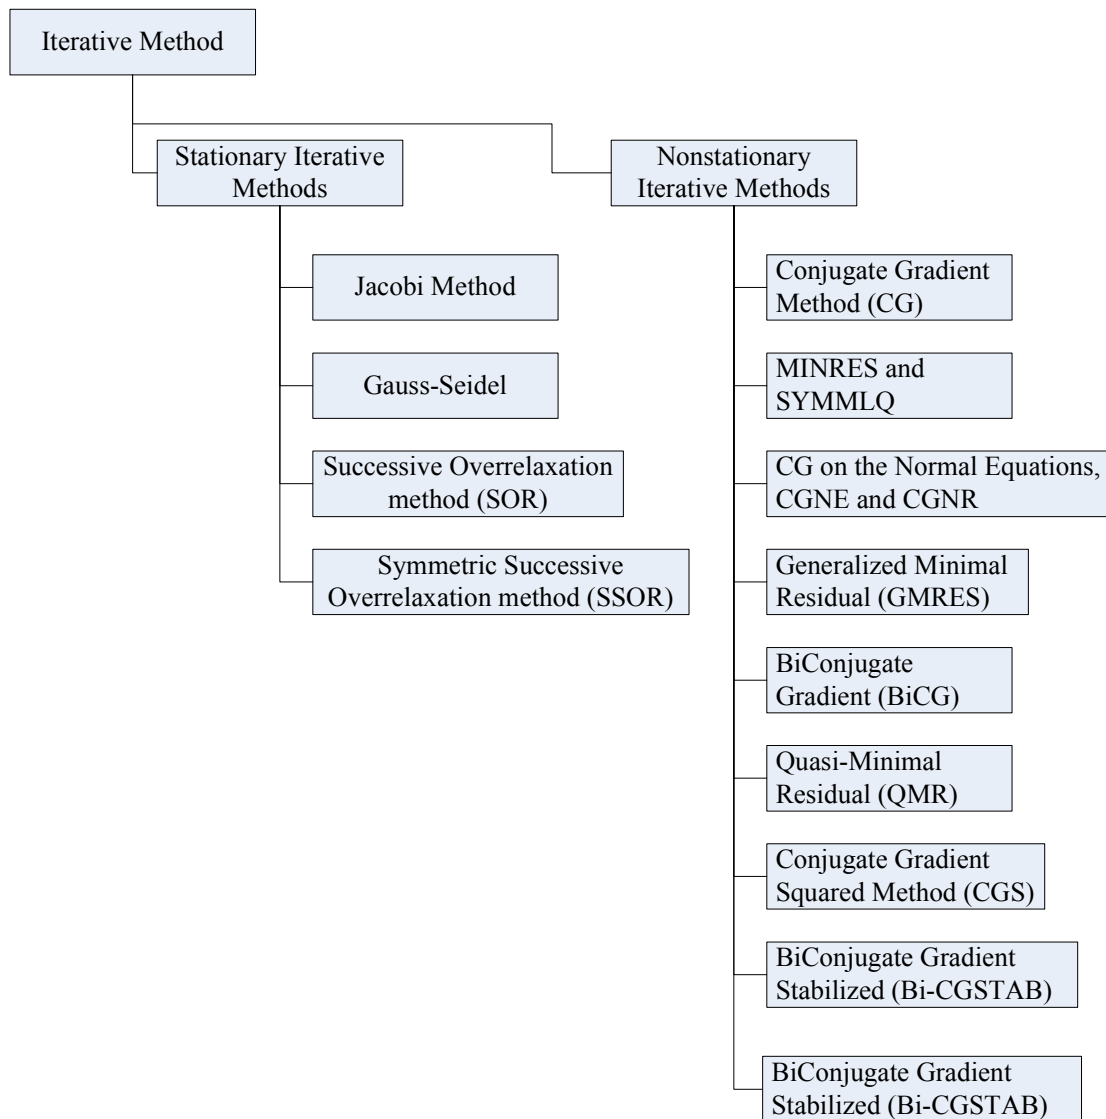 Iterative Method
Stationary Iterative
Methods
Nonstationary
Iterative Methods
Jacobi Method
Gauss-Seidel
Successive Overrelaxation
method (SOR)
Symmetric Successive
Overrelaxation method (SSOR)
Conjugate Gradient
Method (CG)
MINRES and
SYMMLQ
CG on the Normal Equations,
CGNE and CGNR
Generalized Minimal
Residual (GMRES)
BiConjugate
Gradient (BiCG)
Quasi-Minimal
Residual (QMR)
Conjugate Gradient
Squared Method (CGS)
BiConjugate Gradient
Stabilized (Bi-CGSTAB)
BiConjugate Gradient
Stabilized (Bi-CGSTAB)